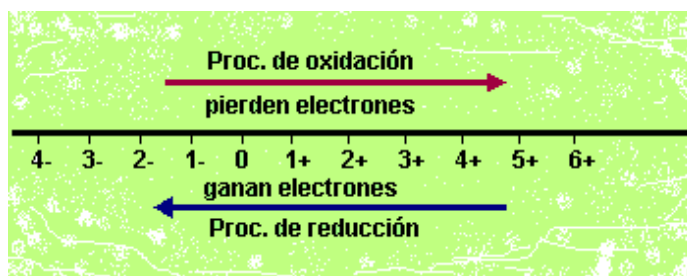 Proc. de oxidación
pierden electrones
4- 3- 2- 1- 0 1+ 2+ 3+ 4+ 5+ 6+
ganan electrones
Proc. de reducción